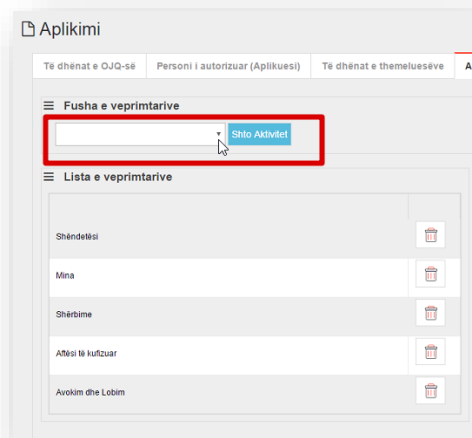 Aplikimi
Të dhënat e OJQ-së Personi i autorizuar (Aplikuesi) Të dhënat e themeluesëve A
Fusha e veprimtarive
Shto Aktivitet
Lista e veprimtarive
Shëndetësi
Mina
Shërbime
Aftësi të kufizuar
Avokim dhe Lobim